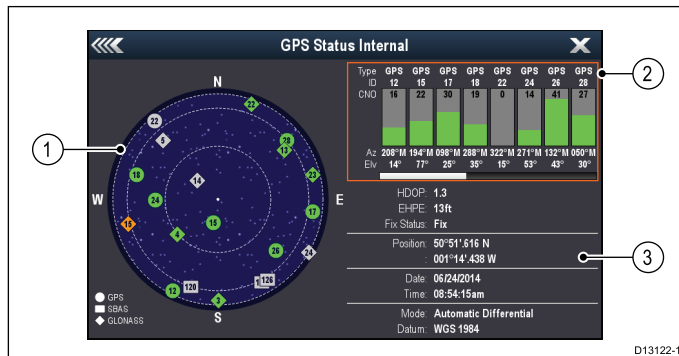 GPS Status Internal
N
W
E
S
22
22
5
28
13
18
14
23
24
17
15
15
4
26
24
12
120
126
3
GPS
SBAS
GLONASS
1
Type GPS GPS GPS GPS GPS GPS GPS GPS
ID 12 15 17 18 22 24 26 28
CNO 16 22 30 19 0 14 41 27
Az 208°M 194°M 098°M 288°M 322°M 271°M 132°M 050°M
Elv 14° 77° 25° 35° 15° 53° 43° 30°
2
HDOP: 1.3
EHPE: 13ft
Fix Status: Fix
Position: 50°51'.616 N
: 001°14'.438 W
3
Date: 06/24/2014
Time: 08:54:15am
Mode: Automatic Differential
Datum: WGS 1984
D13122-1